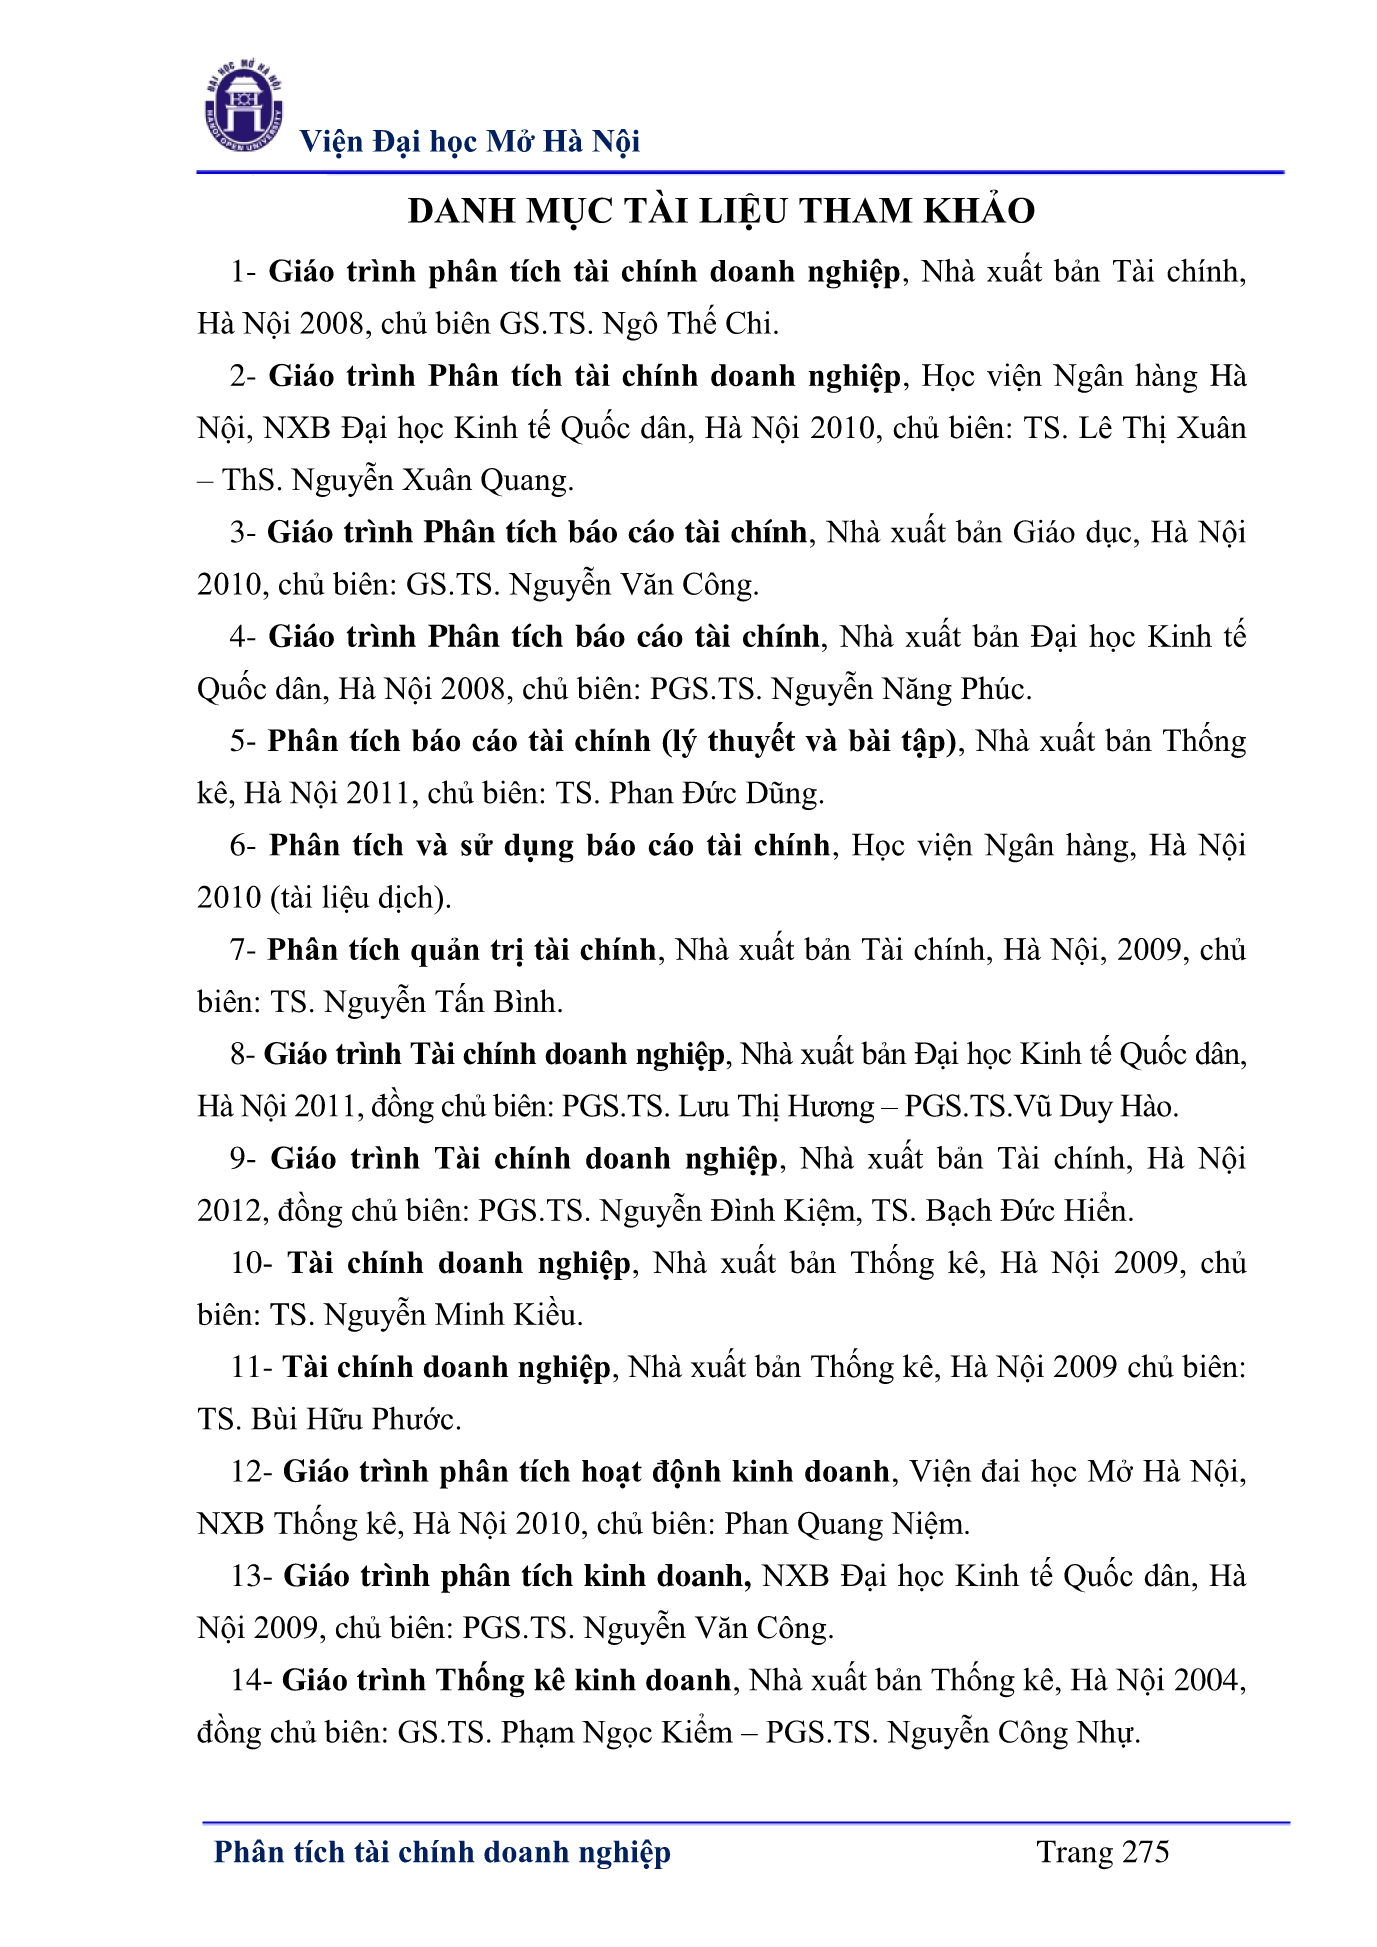 ĐẠI HỌC MỞ HÀ NỘI
HANOI OPEN UNIVERSITY
Viện Đại học Mở Hà Nội
DANH MỤC TÀI LIỆU THAM KHẢO
1- Giáo trình phân tích tài chính doanh nghiệp, Nhà xuất bản Tài chính,
Hà Nội 2008, chủ biên GS.TS. Ngô Thế Chi.
2- Giáo trình Phân tích tài chính doanh nghiệp, Học viện Ngân hàng Hà
Nội, NXB Đại học Kinh tế Quốc dân, Hà Nội 2010, chủ biên: TS. Lê Thị Xuân
– ThS. Nguyễn Xuân Quang.
3- Giáo trình Phân tích báo cáo tài chính, Nhà xuất bản Giáo dục, Hà Nội
2010, chủ biên: GS.TS. Nguyễn Văn Công.
4- Giáo trình Phân tích báo cáo tài chính, Nhà xuất bản Đại học Kinh tế
Quốc dân, Hà Nội 2008, chủ biên: PGS.TS. Nguyễn Năng Phúc.
5- Phân tích báo cáo tài chính (lý thuyết và bài tập), Nhà xuất bản Thống
kê, Hà Nội 2011, chủ biên: TS. Phan Đức Dũng.
6- Phân tích và sử dụng báo cáo tài chính, Học viện Ngân hàng, Hà Nội
2010 (tài liệu dịch).
7- Phân tích quản trị tài chính, Nhà xuất bản Tài chính, Hà Nội, 2009, chủ
biên: TS. Nguyễn Tấn Bình.
8- Giáo trình Tài chính doanh nghiệp, Nhà xuất bản Đại học Kinh tế Quốc dân,
Hà Nội 2011, đồng chủ biên: PGS.TS. Lưu Thị Hương – PGS.TS.Vũ Duy Hào.
9- Giáo trình Tài chính doanh nghiệp, Nhà xuất bản Tài chính, Hà Nội
2012, đồng chủ biên: PGS.TS. Nguyễn Đình Kiệm, TS. Bạch Đức Hiển.
10- Tài chính doanh nghiệp, Nhà xuất bản Thống kê, Hà Nội 2009, chủ
biên: TS. Nguyễn Minh Kiều.
11- Tài chính doanh nghiệp, Nhà xuất bản Thống kê, Hà Nội 2009 chủ biên:
TS. Bùi Hữu Phước.
12- Giáo trình phân tích hoạt độnh kinh doanh, Viện đai học Mở Hà Nội,
NXB Thống kê, Hà Nội 2010, chủ biên: Phan Quang Niệm.
13- Giáo trình phân tích kinh doanh, NXB Đại học Kinh tế Quốc dân, Hà
Nội 2009, chủ biên: PGS.TS. Nguyễn Văn Công.
14- Giáo trình Thống kê kinh doanh, Nhà xuất bản Thống kê, Hà Nội 2004,
đồng chủ biên: GS.TS. Phạm Ngọc Kiểm – PGS.TS. Nguyễn Công Nhự.
Phân tích tài chính doanh nghiệp Trang 275